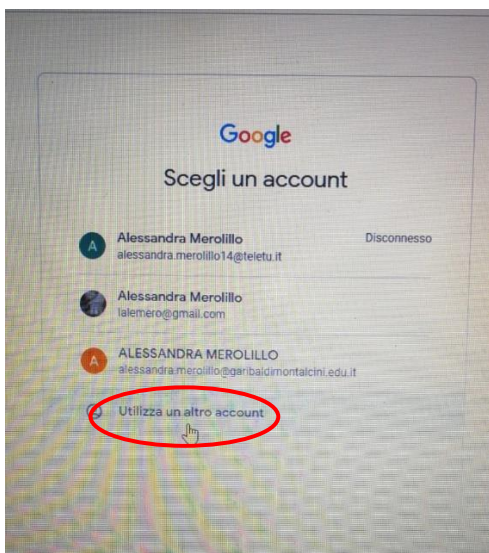 Google
Scegli un account
A
Alessandra Merolillo
Disconnesso
alessandra.merolillo14@teletu.it
Alessandra Merolillo
lalemero@gmail.com
A
ALESSANDRA MEROLILLO
alessandra.merolillo@garibaldimontalcini.edu.it
Utilizza un altro account